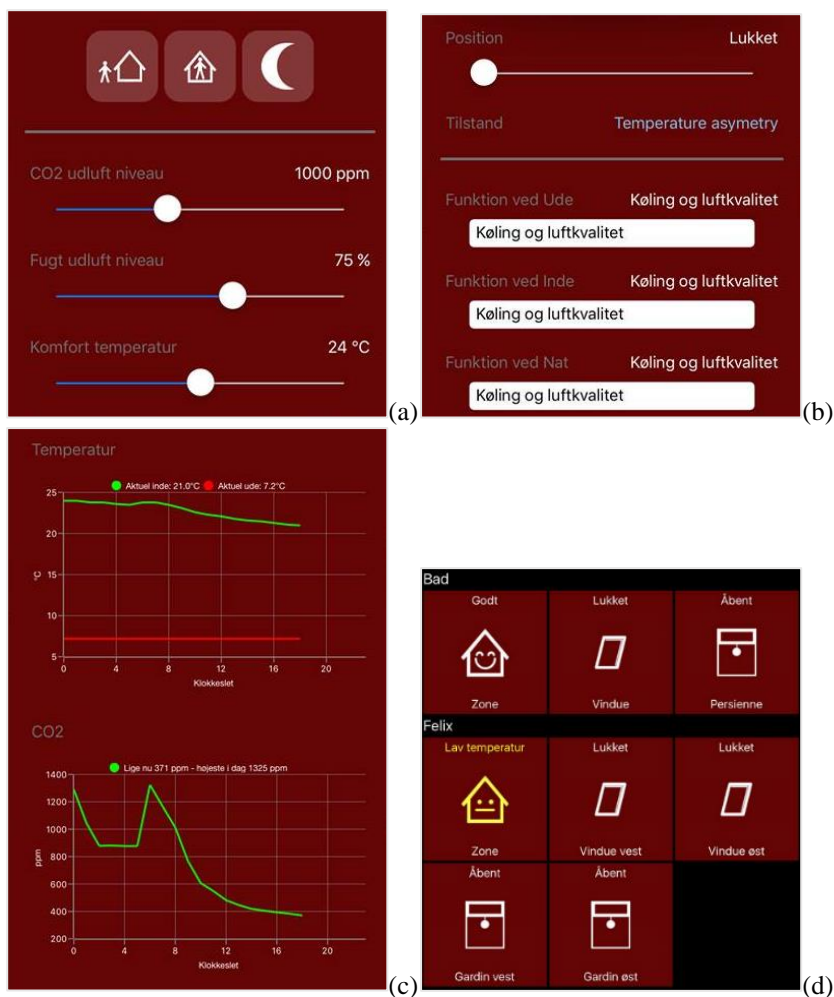 CO2 udluft niveau 1000 ppm
Fugt udluft niveau 75 %
Komfort temperatur 24 °C
(a)
Position Lukket
Tilstand Temperature asymetry
Funktion ved Ude Køling og luftkvalitet
Køling og luftkvalitet
Funktion ved Inde Køling og luftkvalitet
Køling og luftkvalitet
Funktion ved Nat Køling og luftkvalitet
Køling og luftkvalitet
(b)
Temperatur
Aktuel inde: 21.0°C Aktuel ude: 7.2°C
25
20
15
10
5
°C
0 4 8 12 16 20
Klokkeslet
CO2
Lige nu 371 ppm - højeste i dag 1325 ppm
1400
1200
1000
800
600
400
200
ppm
0 4 8 12 16 20
Klokkeslet
(c)
Bad
Godt Lukket Åbent
Zone Vindue Persienne
Felix
Lav temperatur Lukket Lukket
Zone Vindue vest Vindue øst
Åbent Åbent
Gardin vest Gardin øst
(d)